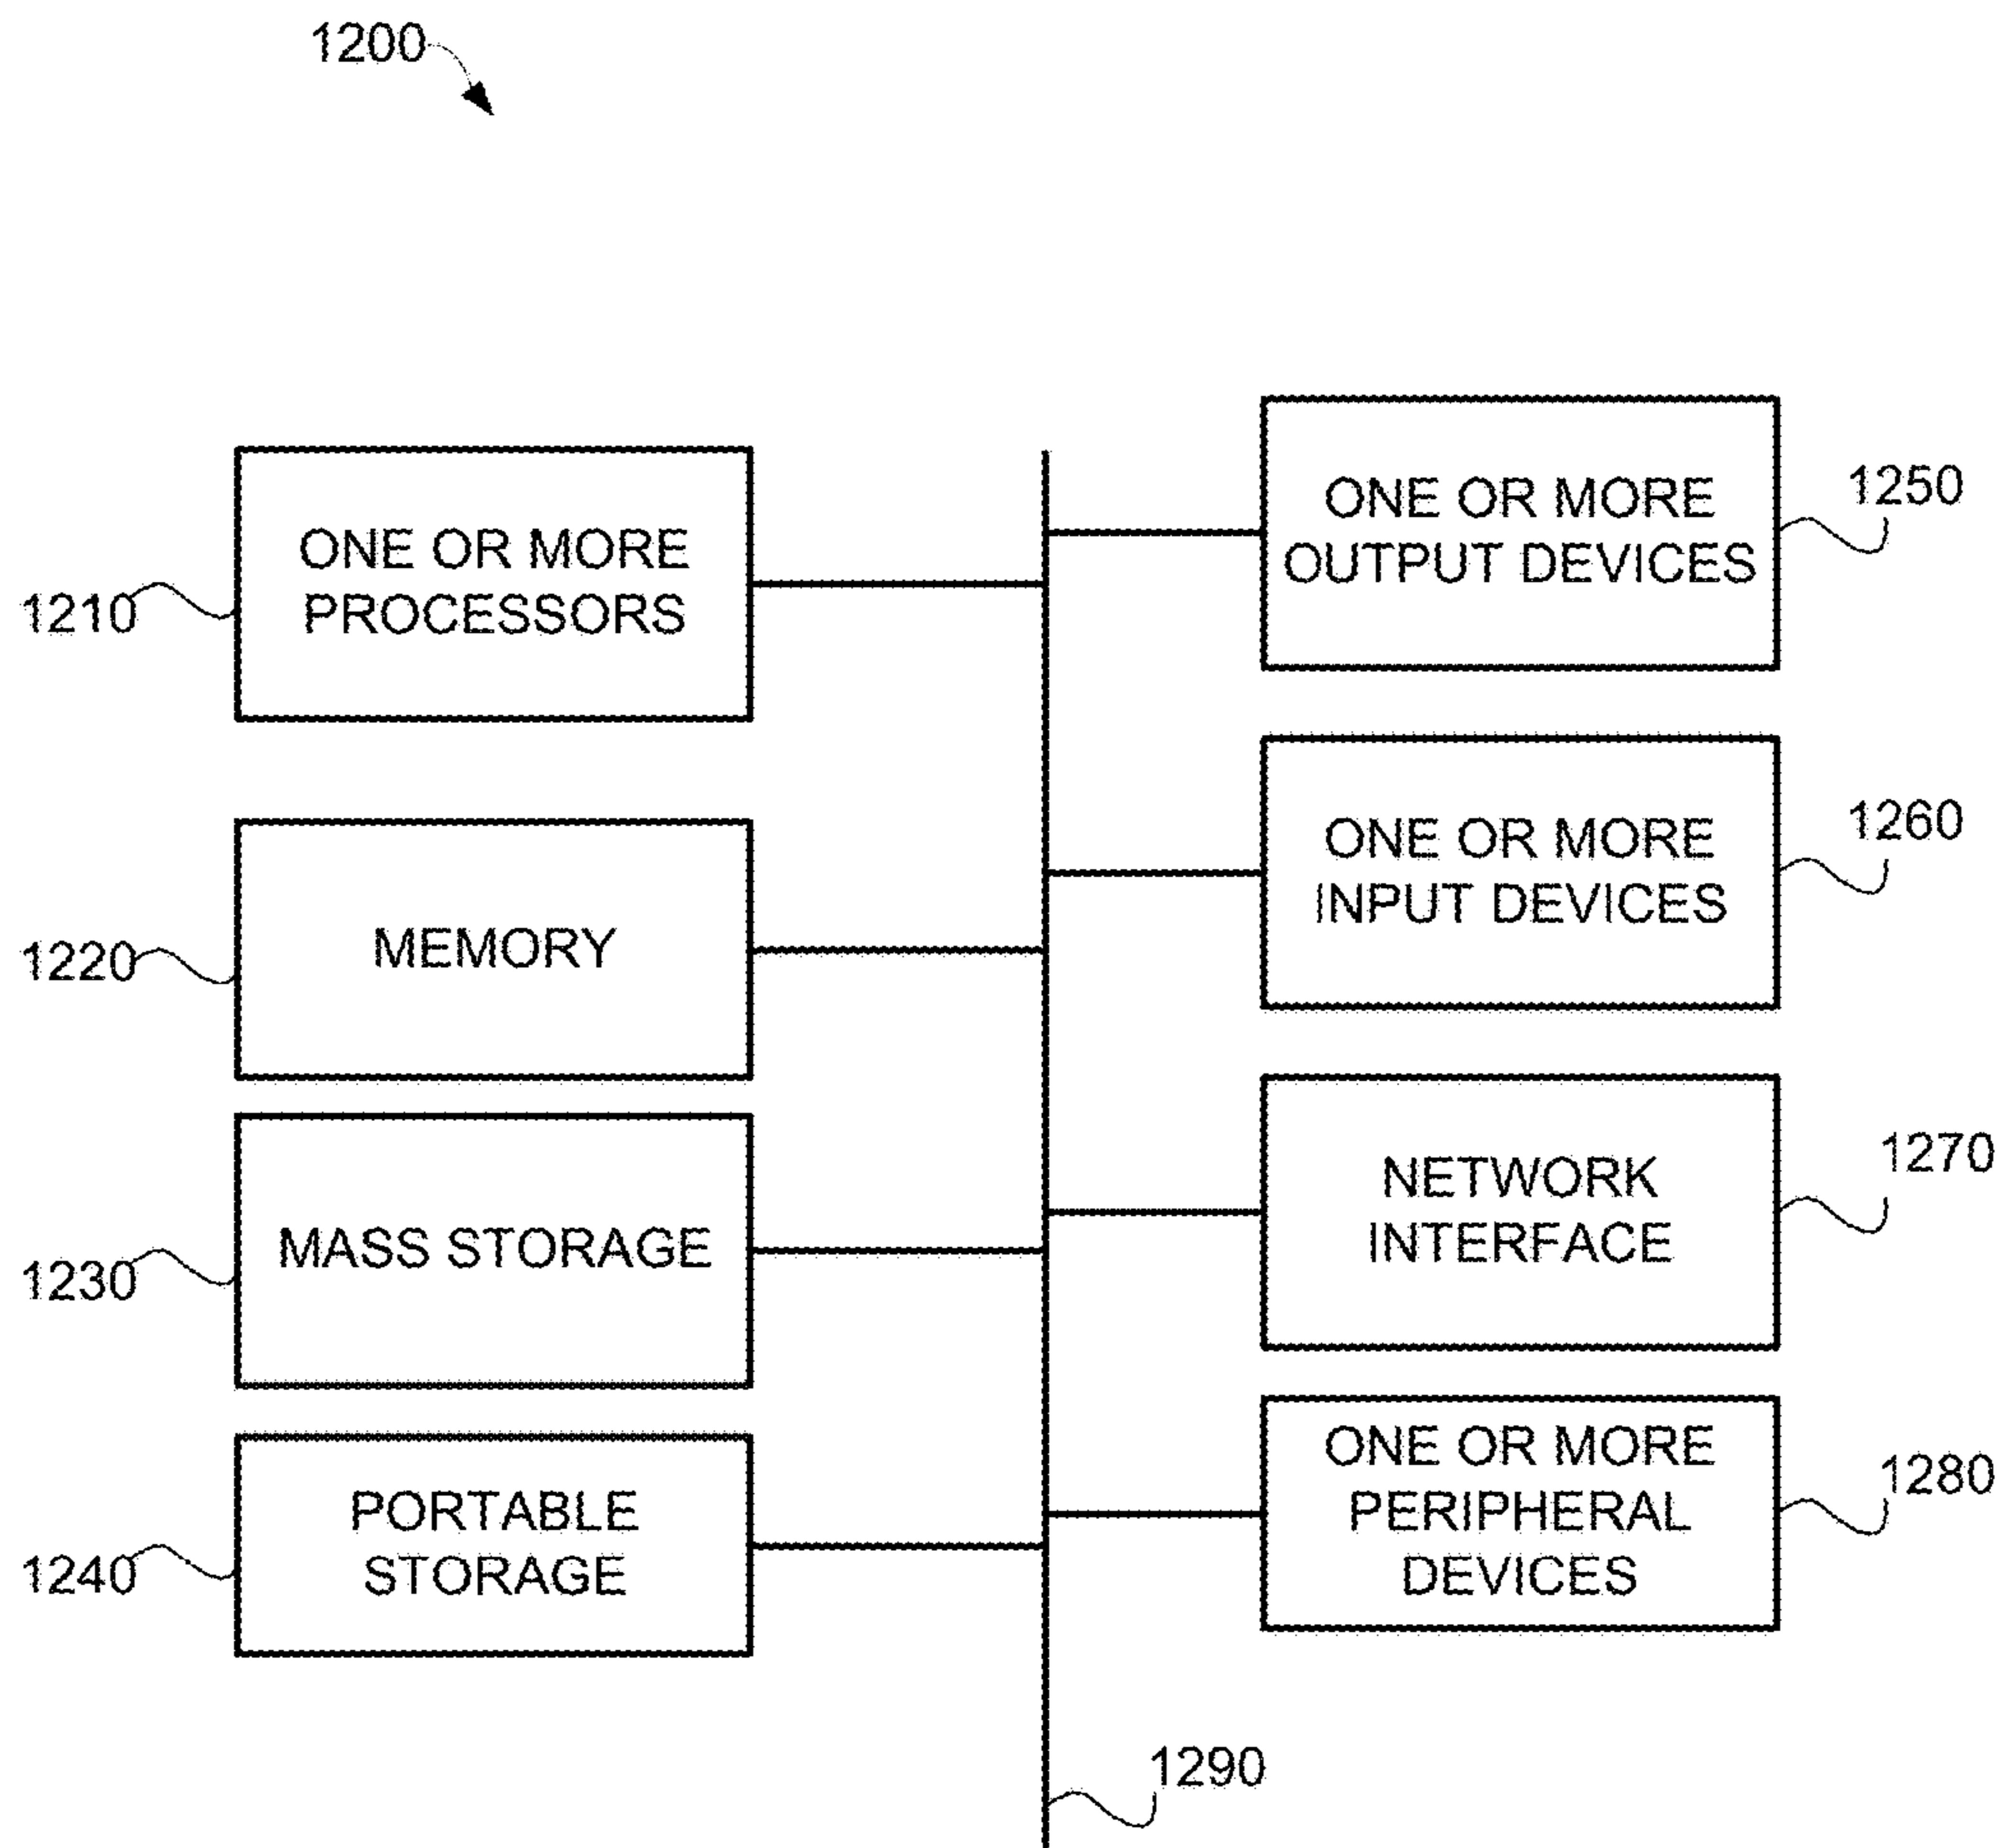 1200
ONE OR MORE
PROCESSORS
1210
MEMORY
1220
MASS STORAGE
1230
PORTABLE
STORAGE
1240
ONE OR MORE
OUTPUT DEVICES
1250
ONE OR MORE
INPUT DEVICES
1260
NETWORK
INTERFACE
1270
ONE OR MORE
PERIPHERAL
DEVICES
1280
1290